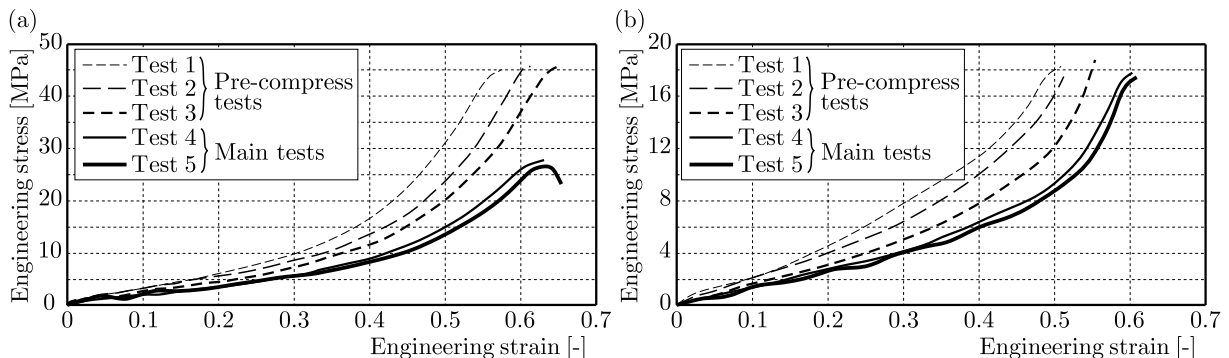 (a)
Engineering stress [MPa]
50
40
30
20
10
0
Test 1
Test 2
Test 3
Test 4
Test 5
Pre-compress
tests
Main tests
0 0.1 0.2 0.3 0.4 0.5 0.6 0.7
Engineering strain [-]
(b)
Engineering stress [MPa]
20
16
12
8
4
0
Test 1
Test 2
Test 3
Test 4
Test 5
Pre-compress
tests
Main tests
0 0.1 0.2 0.3 0.4 0.5 0.6 0.7
Engineering strain [-]